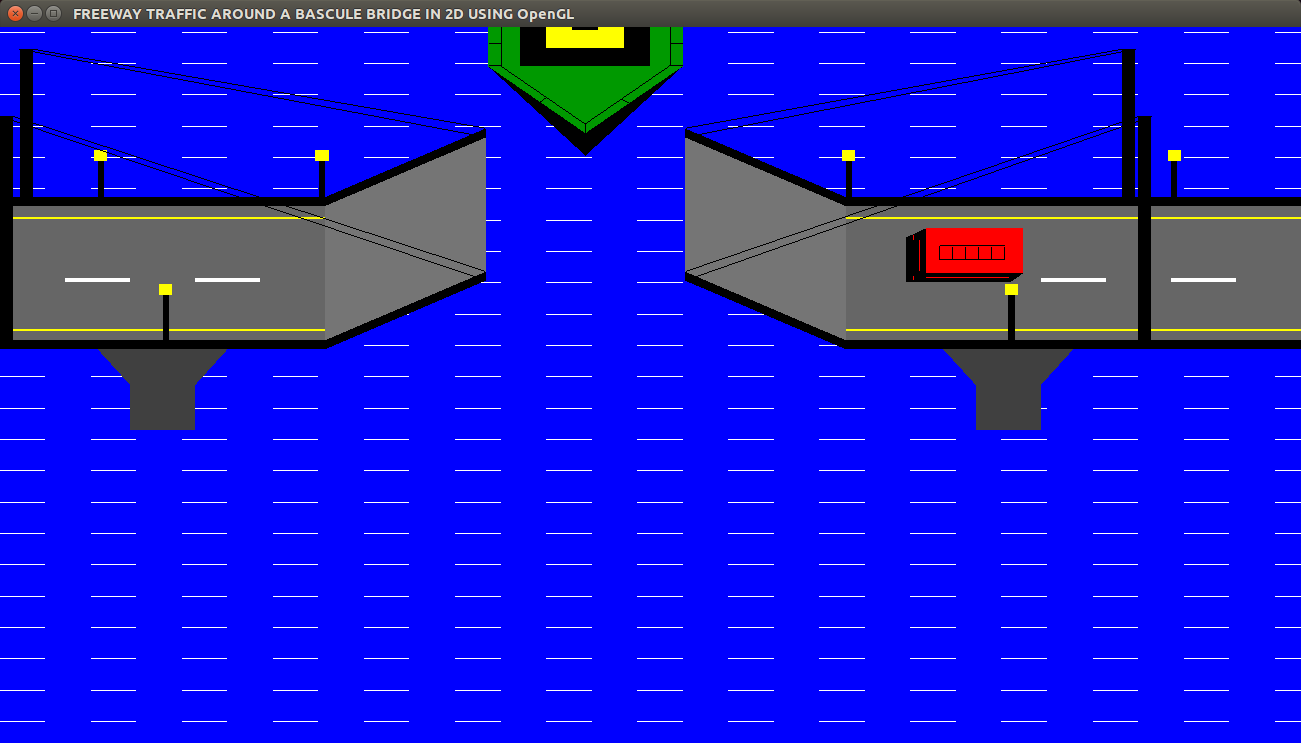 FREEWAY TRAFFIC AROUND A BASCULE BRIDGE IN 2D USING OpenGL